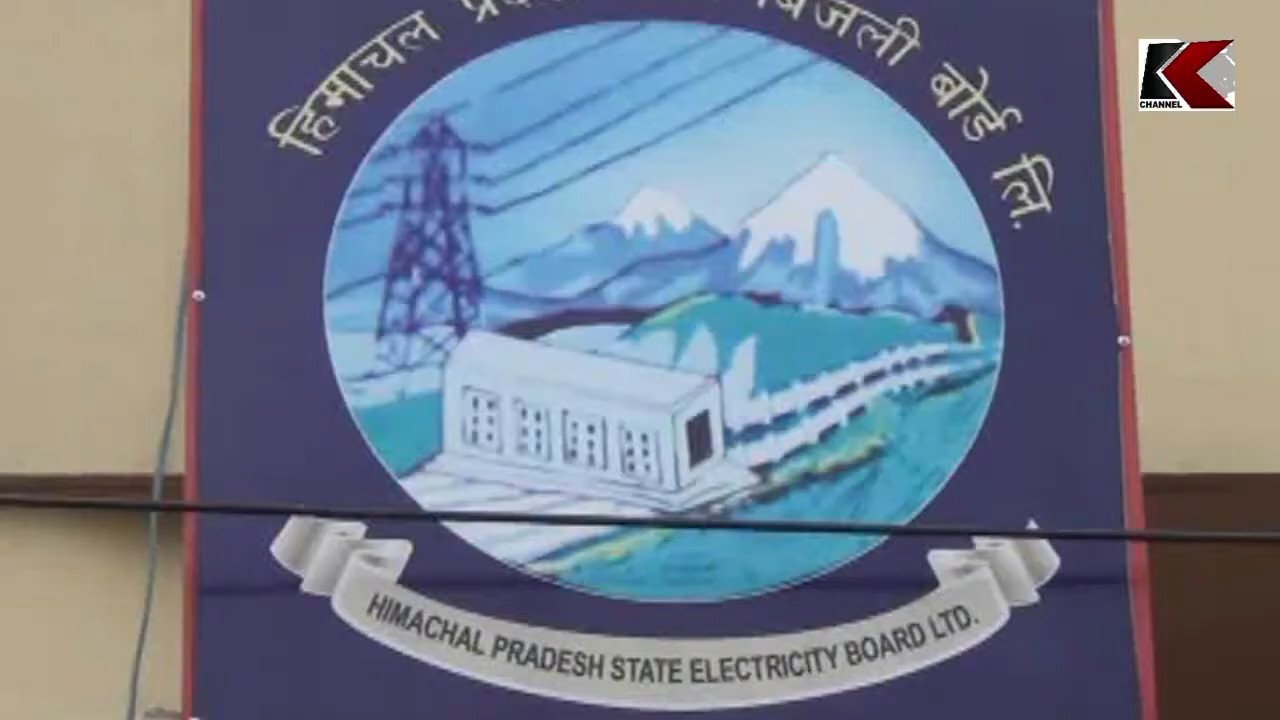 हिमाचल
बिजली बोर्ड लि.
HIMACHAL PRADESH STATE ELECTRICITY BOARD LTD.
K
CHANNEL